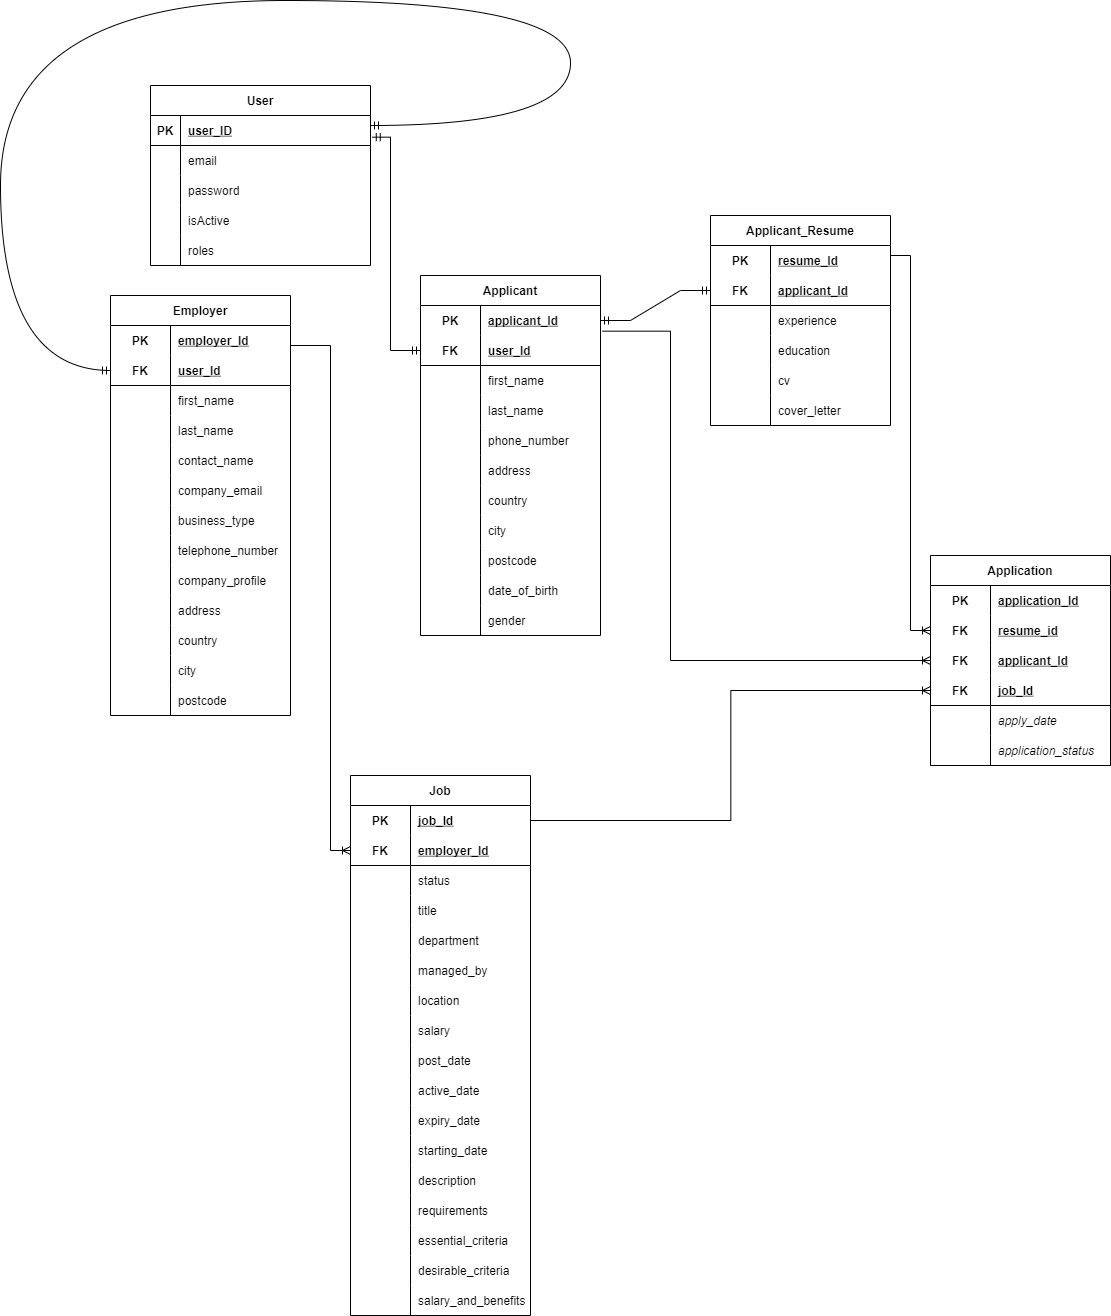 User
PK user_ID
email
password
isActive
roles
Employer
PK employer_Id
FK user_Id
first_name
last_name
contact_name
company_email
business_type
telephone_number
company_profile
address
country
city
postcode
Applicant
PK applicant_Id
FK user_Id
first_name
last_name
phone_number
address
country
city
postcode
date_of_birth
gender
Applicant_Resume
PK resume_Id
FK applicant_Id
experience
education
cv
cover_letter
Application
PK application_Id
FK resume_id
FK applicant_Id
FK job_Id
apply_date
application_status
Job
PK job_Id
FK employer_Id
status
title
department
managed_by
location
salary
post_date
active_date
expiry_date
starting_date
description
requirements
essential_criteria
desirable_criteria
salary_and_benefits